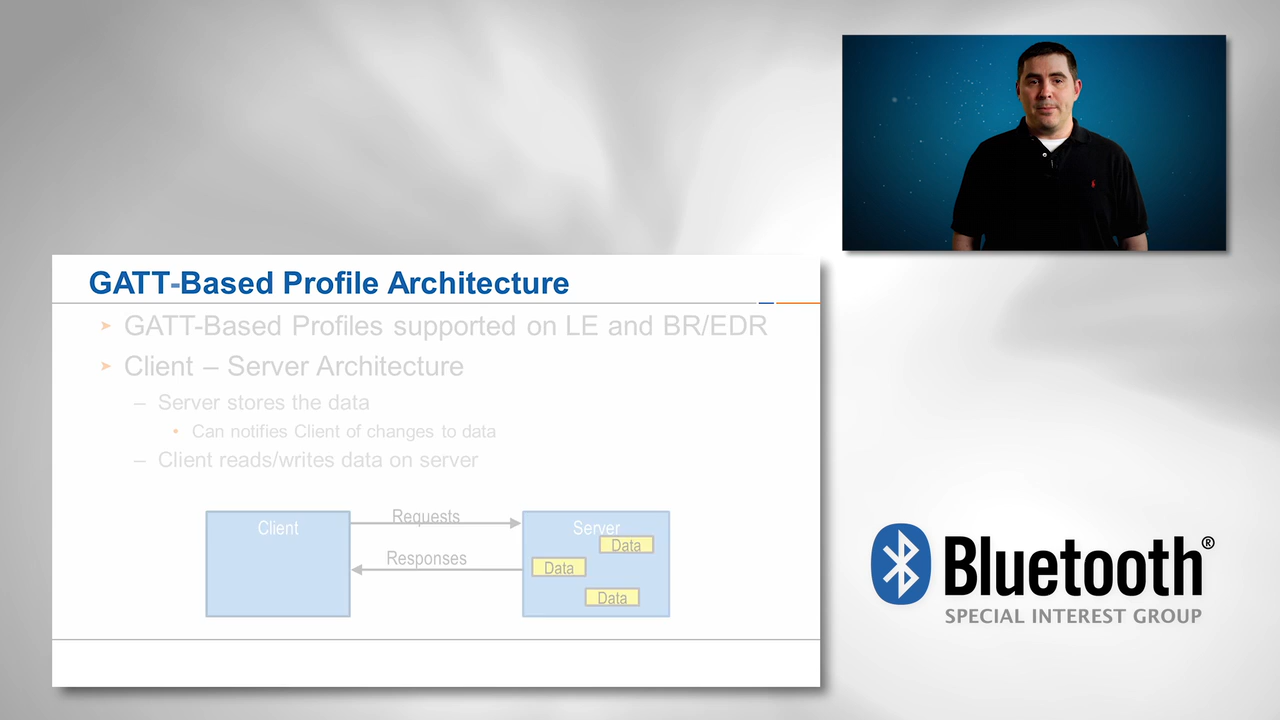 GATT-Based Profile Architecture
➤ GATT-Based Profiles supported on LE and BR/EDR
➤ Client – Server Architecture
– Server stores the data
• Can notifies Client of changes to data
– Client reads/writes data on server
Client
Requests
Responses
Server
Data
Data
Data
Bluetooth®
SPECIAL INTEREST GROUP